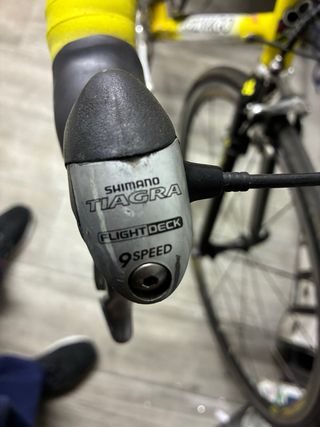 SHIMANO
TIAGRA
FLIGHT DECK
9 SPEED